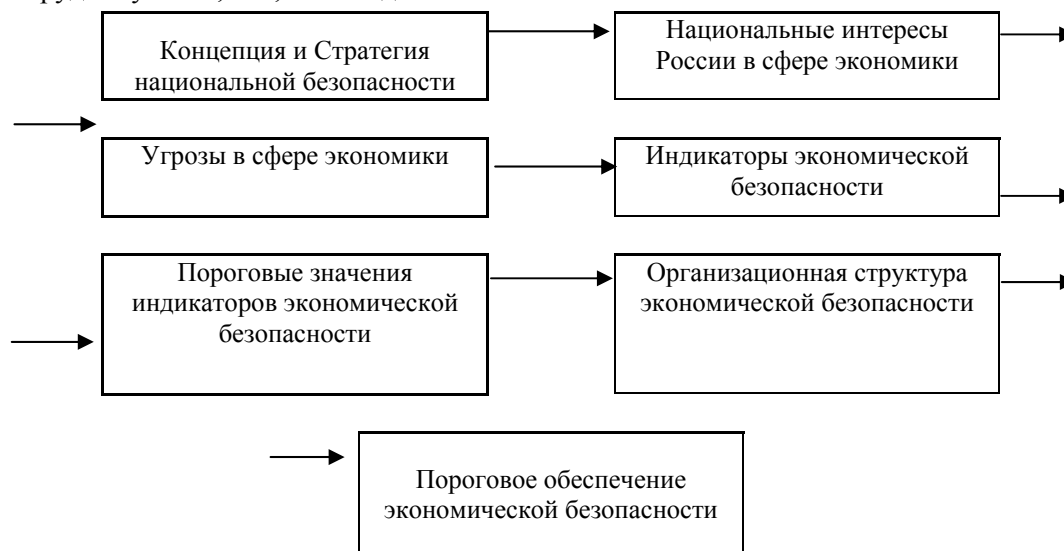 Концепция и Стратегия
национальной безопасности
Национальные интересы
России в сфере экономики
Угрозы в сфере экономики
Индикаторы экономической
безопасности
Пороговые значения
индикаторов экономической
безопасности
Организационная структура
экономической безопасности
Пороговое обеспечение
экономической безопасности